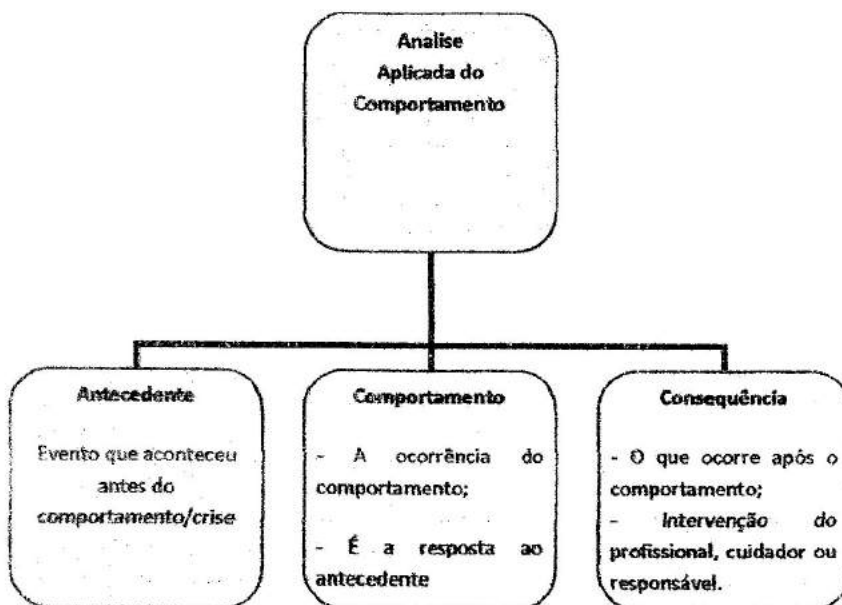 Analise
Aplicada do
Comportamento
Antecedente
Evento que aconteceu
antes do
comportamento/crise
Comportamento
- A ocorrência do
comportamento;
- É a resposta ao
antecedente
Consequência
- O que ocorre após o
comportamento;
- Intervenção do
profissional, cuidador ou
responsável.